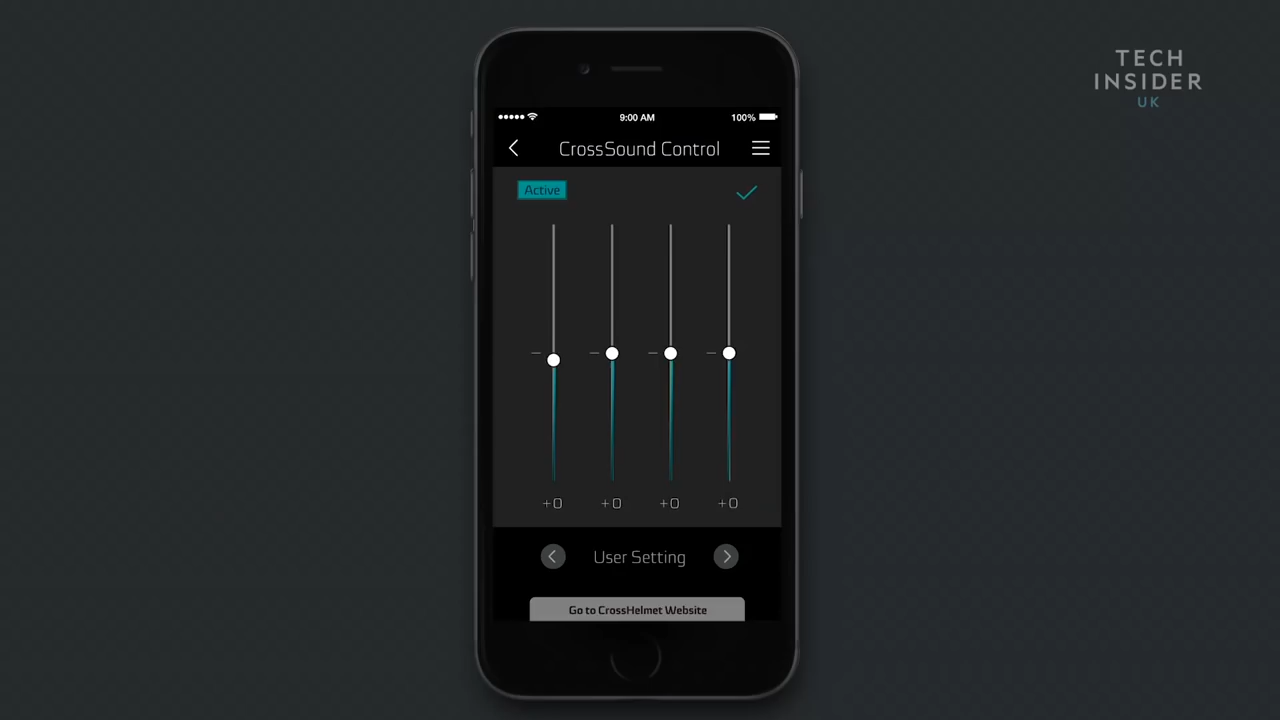 TECH
INSIDER
UK
9:00 AM
100%
CrossSound Control
Active
+0 +0 +0 +0
User Setting
Go to CrossHelmet Website